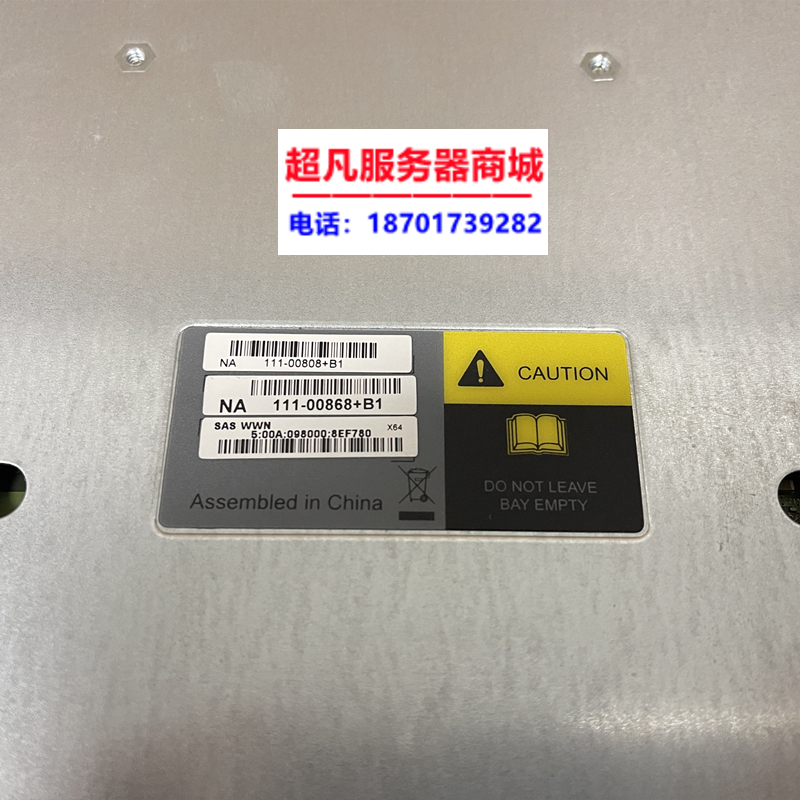 超凡服务器商城
电话：18701739282
NA 111-00808+B1
NA 111-00868+B1
SAS WWN X64
5:00A:098000:6EF760
Assembled in China
CAUTION
DO NOT LEAVE
BAY EMPTY